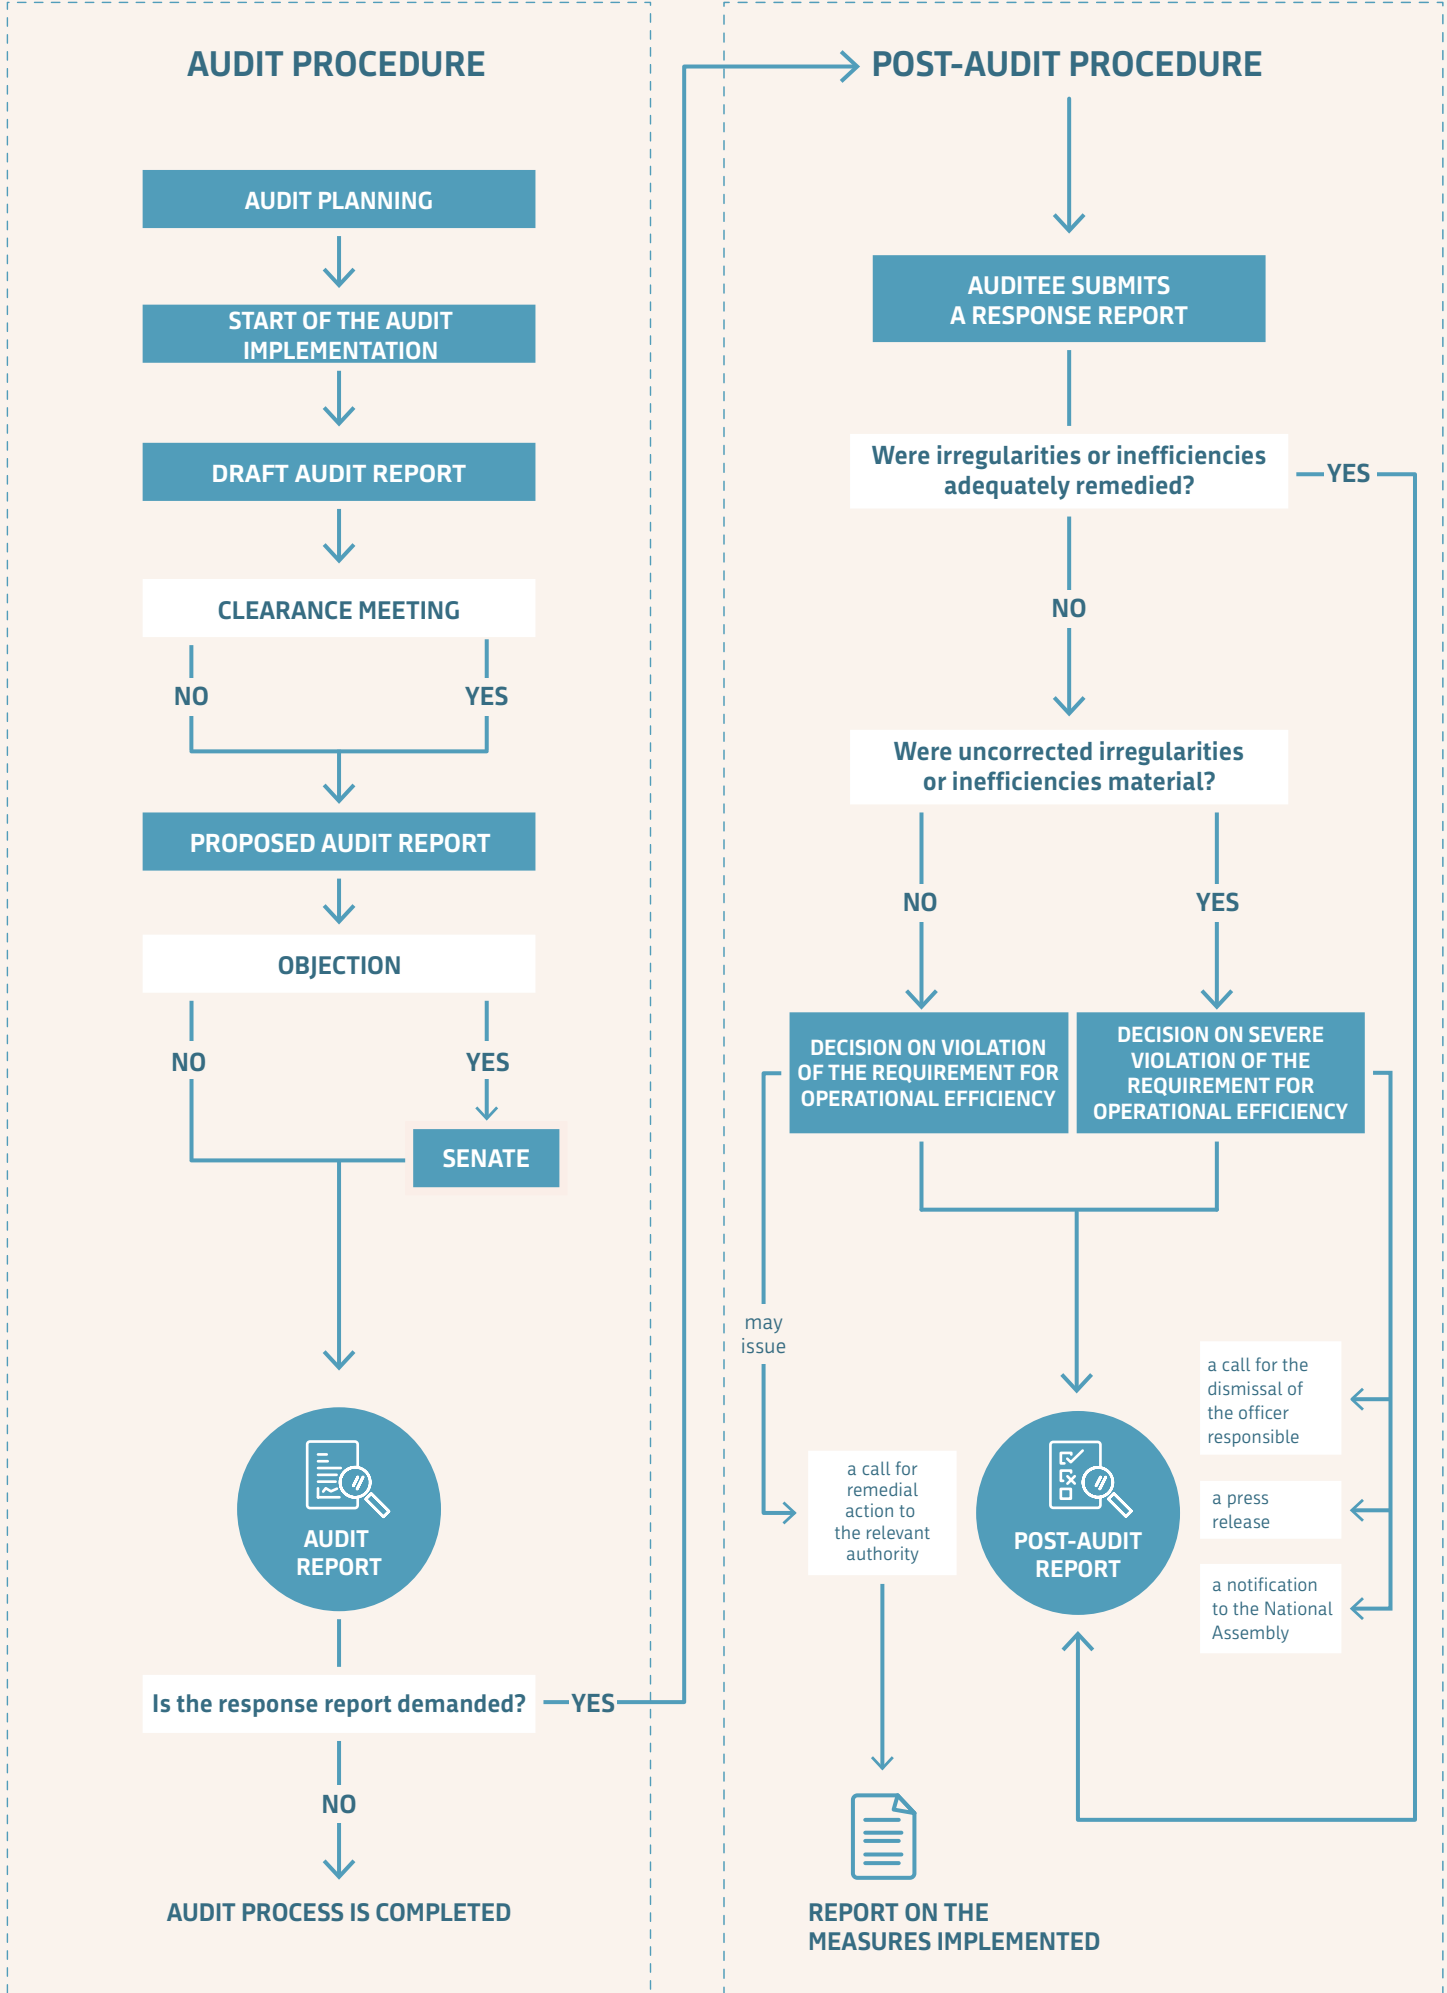 AUDIT PROCEDURE
AUDIT PLANNING
START OF THE AUDIT
IMPLEMENTATION
DRAFT AUDIT REPORT
CLEARANCE MEETING
NO
YES
PROPOSED AUDIT REPORT
OBJECTION
NO
YES
SENATE
AUDIT
REPORT
Is the response report demanded?
YES
NO
AUDIT PROCESS IS COMPLETED
POST-AUDIT PROCEDURE
AUDITEE SUBMITS
A RESPONSE REPORT
Were irregularities or inefficiencies
adequately remedied?
YES
NO
Were uncorrected irregularities
or inefficiencies material?
NO
YES
DECISION ON VIOLATION
OF THE REQUIREMENT FOR
OPERATIONAL EFFICIENCY
DECISION ON SEVERE
VIOLATION OF THE
REQUIREMENT FOR
OPERATIONAL EFFICIENCY
may
issue
a call for
remedial
action to
the relevant
authority
POST-AUDIT
REPORT
a call for the
dismissal of
the officer
responsible
a press
release
a notification
to the National
Assembly
REPORT ON THE
MEASURES IMPLEMENTED